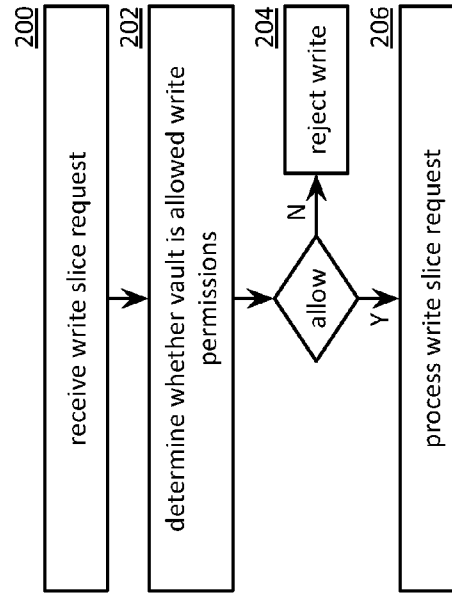 200
receive write slice request
202
determine whether vault is allowed write
permissions
204
reject write
allow
N
Y
206
process write slice request